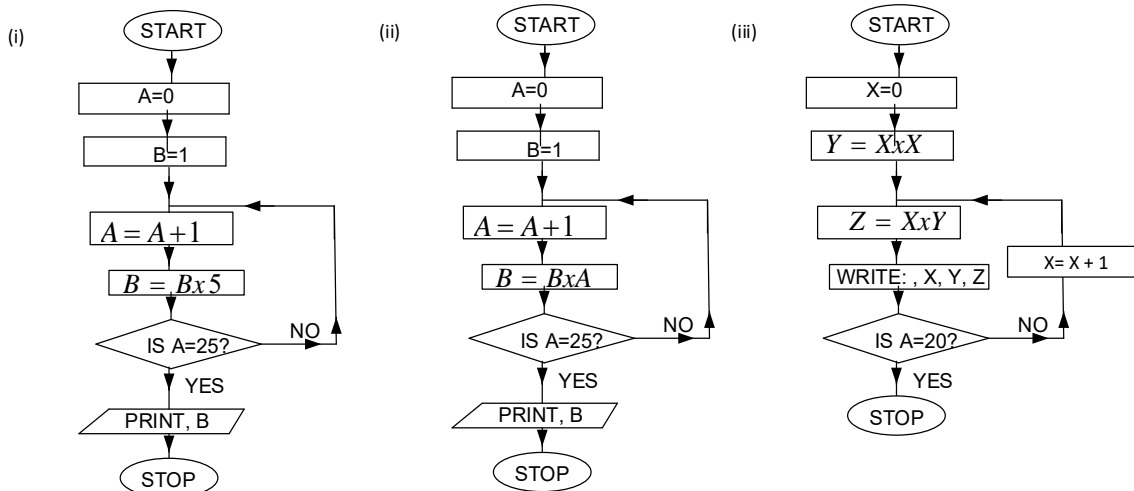 (i)
START
A=0
B=1
A = A+1
B = Bx5
IS A=25?
NO
YES
PRINT, B
STOP
(ii)
START
A=0
B=1
A = A+1
B = BxA
IS A=25?
NO
YES
PRINT, B
STOP
(iii)
START
X=0
Y = XxX
Z = XxY
X= X + 1
WRITE: , X, Y, Z
IS A=20?
NO
YES
STOP